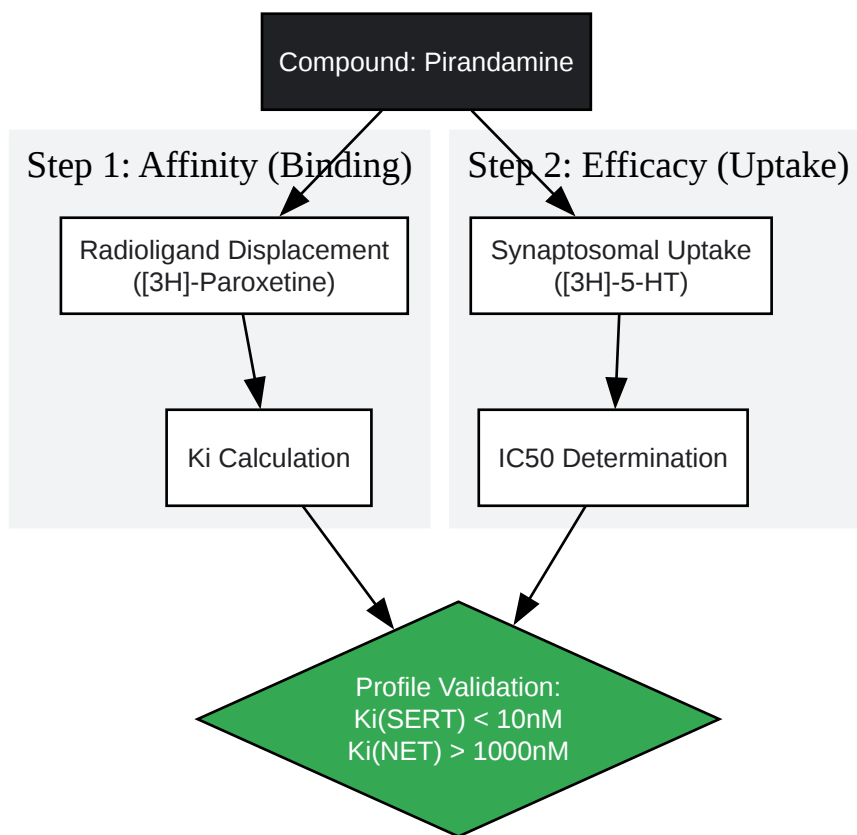 Compound: Pirandamine
Step 1: Affinity (Binding)
Step 2: Efficacy (Uptake)
Radioligand Displacement
([3H]-Paroxetine)
Synaptosomal Uptake
([3H]-5-HT)
Ki Calculation
IC50 Determination
Profile Validation:
Ki(SERT) < 10nM
Ki(NET) > 1000nM